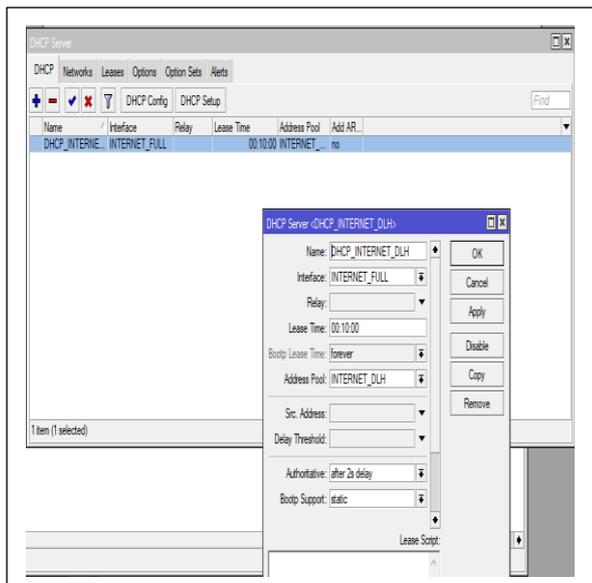 DHCP Server
DHCP Networks Leases Options Option Sets Alerts
DHCP Config DHCP Setup Find
Name Interface Relay Lease Time Address Pool Add AR...
DHCP_INTERNE... INTERNET_FULL 00:10:00 INTERNET_... no
1 item (1 selected)
DHCP Server <DHCP_INTERNET_DLH>
Name: DHCP_INTERNET_DLH
OK
Interface: INTERNET_FULL
Cancel
Relay:
Apply
Lease Time: 00:10:00
Bootp Lease Time: forever
Disable
Address Pool: INTERNET_DLH
Copy
Remove
Src. Address:
Delay Threshold:
Authoritative: after 2s delay
Bootp Support: static
Lease Script: